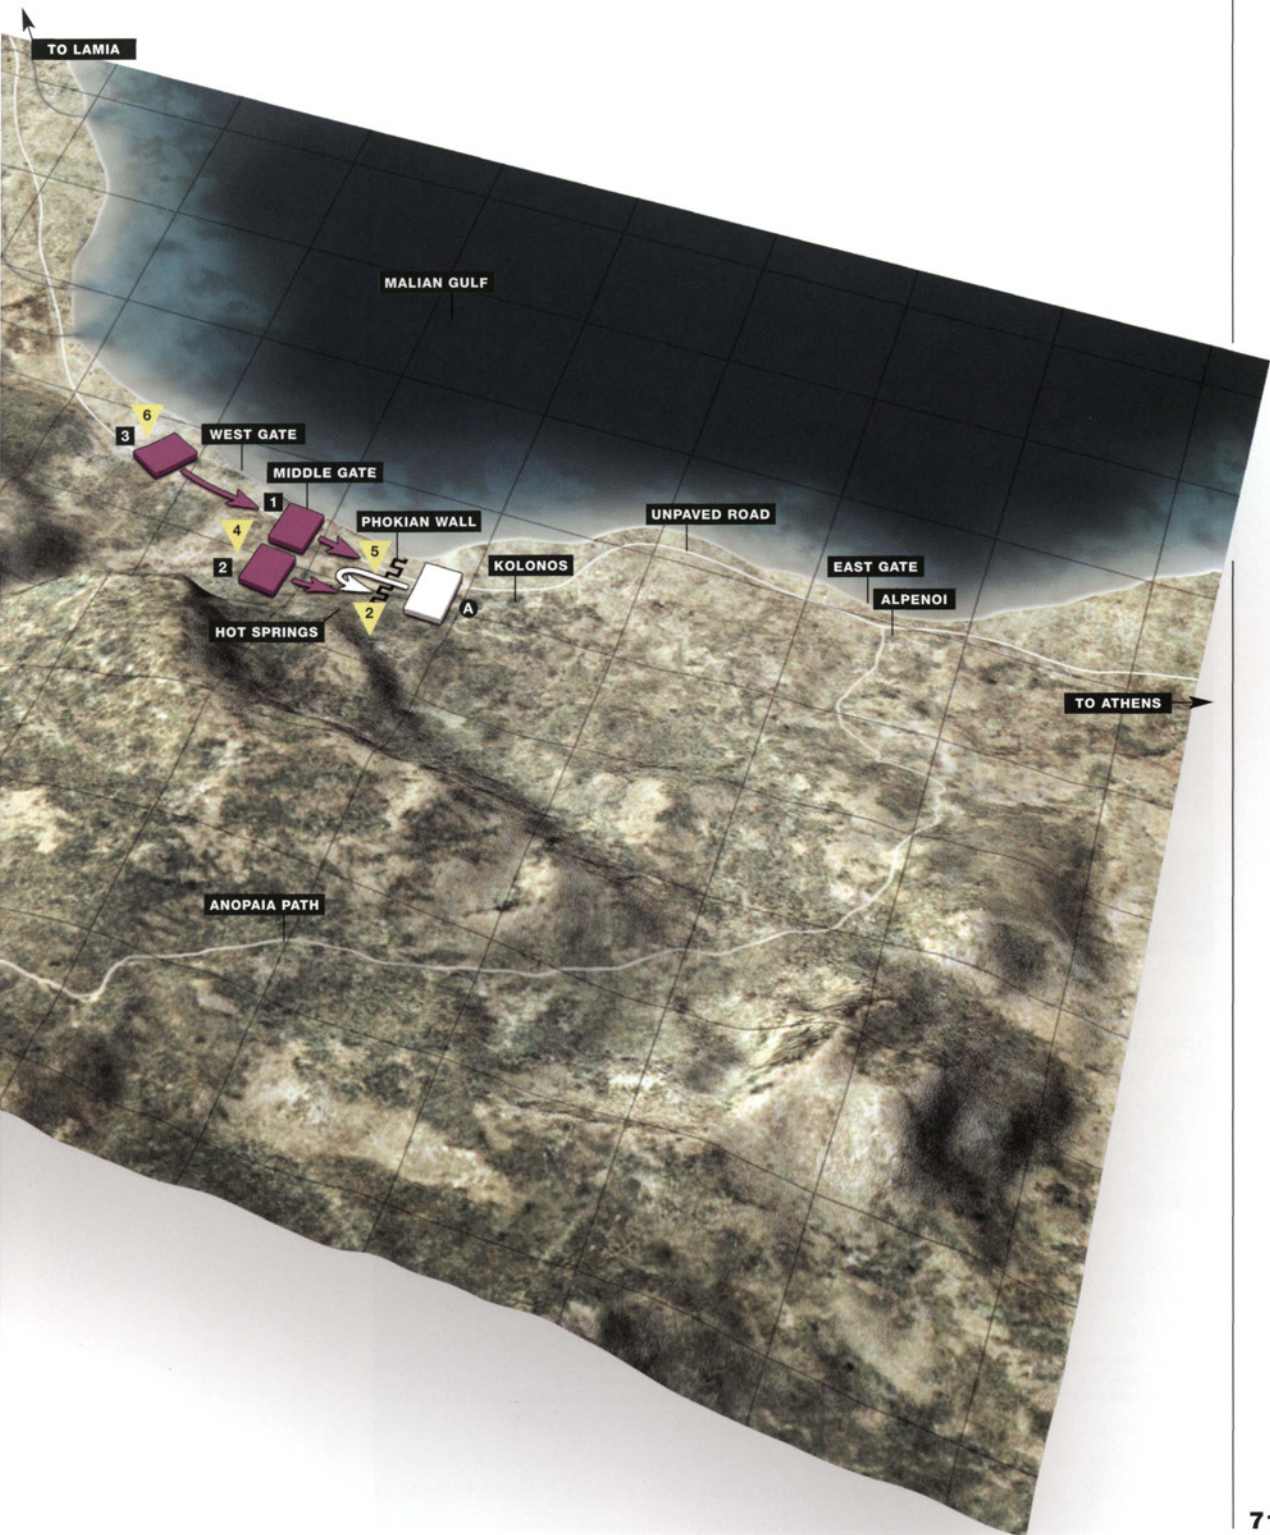 TO LAMIA
MALIAN GULF
6
3
WEST GATE
MIDDLE GATE
1
PHOKIAN WALL
UNPAVED ROAD
4
5
2
KOLONOS
EAST GATE
ALPENOI
A
2
HOT SPRINGS
TO ATHENS
ANOPAIA PATH